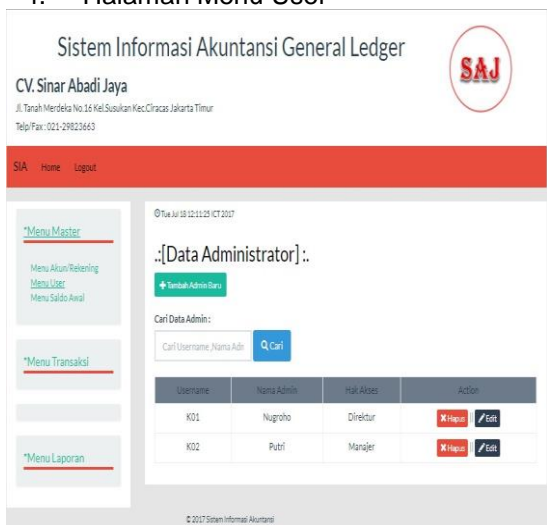 4. Halaman Menu User
Sistem Informasi Akuntansi General Ledger
SAJ
CV. Sinar Abadi Jaya
Jl. Tanah Merdeka No.16 Kel.Susukan Kec.Ciracas Jakarta Timur
Telp/Fax : 021-29823663
SIA Home Logout
*Menu Master
Menu Akun/Rekening
Menu User
Menu Saldo Awal
*Menu Transaksi
*Menu Laporan
Tue Jul 18 12:11:25 ICT 2017
.:[Data Administrator] :.
Tambah Admin Baru
Cari Data Admin :
Cari Username ,Nama Adm Cari
Username Nama Admin Hak Akses Action
K01 Nugroho Direktur Hapus || Edit
K02 Putri Manajer Hapus || Edit
© 2017 Sistem Informasi Akuntansi